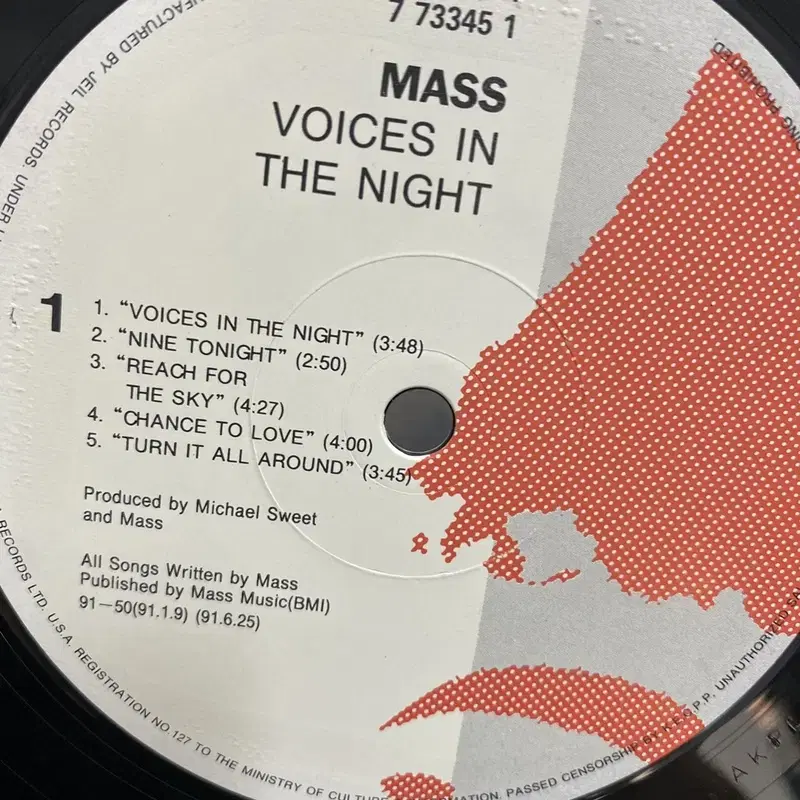 7 73345 1
MASS
VOICES IN
THE NIGHT
1
1. “VOICES IN THE NIGHT” (3:48)
2. “NINE TONIGHT” (2:50)
3. “REACH FOR
THE SKY” (4:27)
4. “CHANCE TO LOVE” (4:00)
5. “TURN IT ALL AROUND” (3:45)
Produced by Michael Sweet
and Mass
All Songs Written by Mass
Published by Mass Music(BMI)
91−50(91.1.9) (91.6.25)
RECORDS LTD. U.S.A. REGISTRATION NO.127 TO THE MINISTRY OF CULTURE
PASSED CENSORSHIP BY K.E.C.P.P. UNAUTHORIZED
PROHIBITED.
MANUFACTURED BY JEIL RECORDS. UNDER